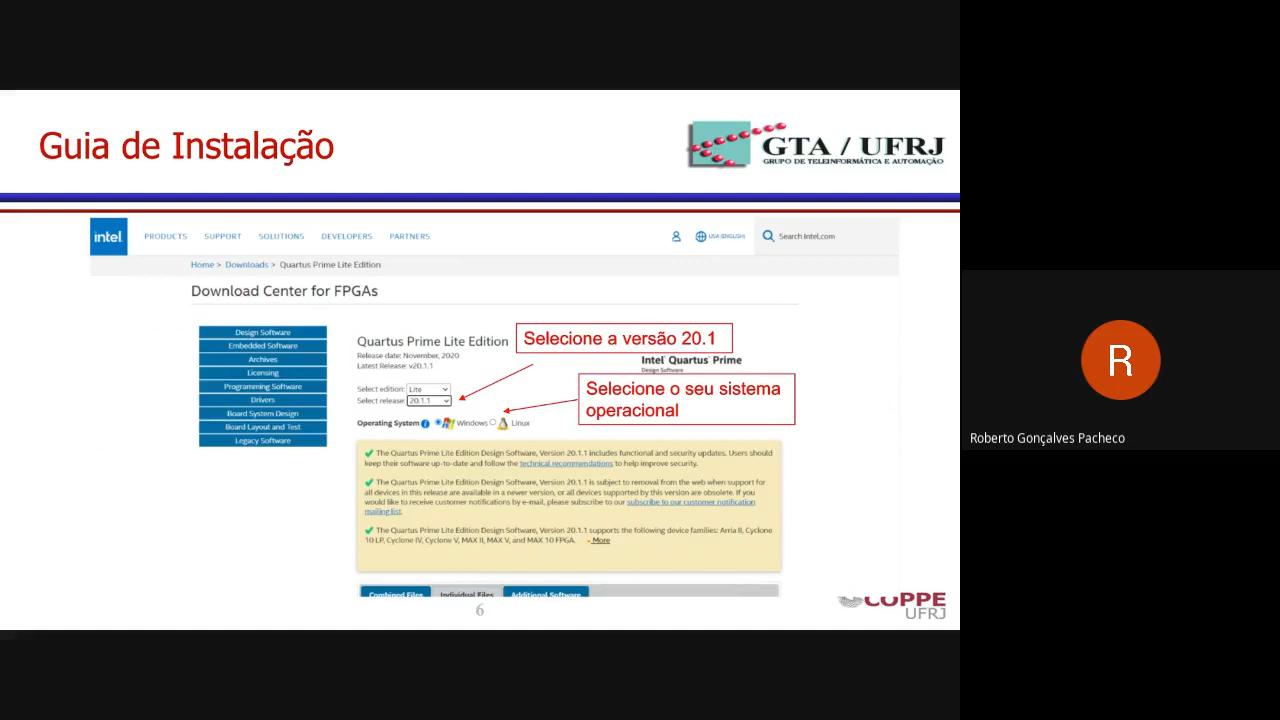 Guia de Instalação
GTA / UFRJ
GRUPO DE TELEINFORMÁTICA E AUTOMAÇÃO
intel.
PRODUCTS SUPPORT SOLUTIONS DEVELOPERS PARTNERS
USA (ENGLISH)
Search Intel.com
Home > Downloads > Quartus Prime Lite Edition
Download Center for FPGAs
Design Software
Embedded Software
Archives
Licensing
Programming Software
Drivers
Board System Design
Board Layout and Test
Legacy Software
Quartus Prime Lite Edition
Release date: November, 2020
Latest Release: v20.1.1
Selecione a versão 20.1
Intel® Quartus® Prime
Design Software
Select edition: Lite
Select release: 20.1.1
Selecione o seu sistema
operacional
Operating System Windows Linux
The Quartus Prime Lite Edition Design Software, Version 20.1.1 includes functional and security updates. Users should
keep their software up-to-date and follow the technical recommendations to help improve security.
The Quartus Prime Lite Edition Design Software, Version 20.1.1 is subject to removal from the web when support for
all devices in this release are available in a newer version, or all devices supported by this version are obsolete. If you
would like to receive customer notifications by e-mail, please subscribe to our customer notification
mailing list.
The Quartus Prime Lite Edition Design Software, Version 20.1.1 supports the following device families: Arria II, Cyclone
10 LP, Cyclone IV, Cyclone V, MAX II, MAX V, and MAX 10 FPGA. More
Combined Files Individual Files Additional Software
6
COPPE
UFRJ
R
Roberto Gonçalves Pacheco